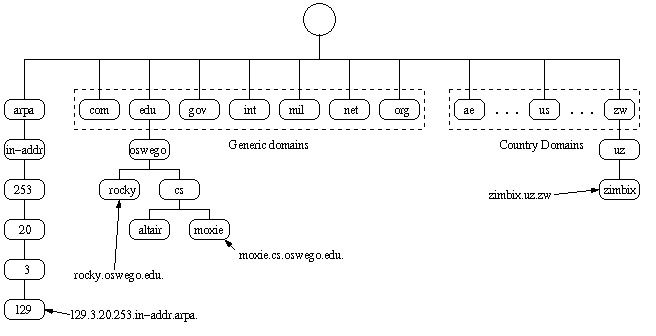 arpa com edu gov int mil net org ae . . . us . . . zw
in-addr oswego Generic domains Country Domains uz
253 rocky cs zimbix.uz.zw zimbix
20 altair moxie
moxie.cs.oswego.edu.
3 rocky.oswego.edu.
129 129.3.20.253.in-addr.arpa.